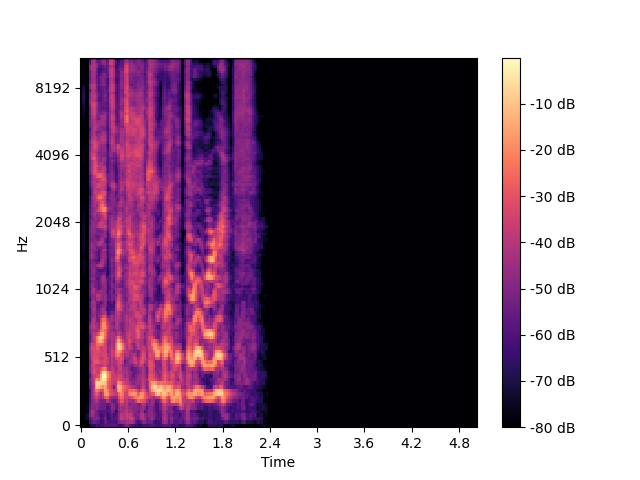 8192
4096
2048
1024
512
0
Hz
0 0.6 1.2 1.8 2.4 3 3.6 4.2 4.8
Time
-10 dB
-20 dB
-30 dB
-40 dB
-50 dB
-60 dB
-70 dB
-80 dB